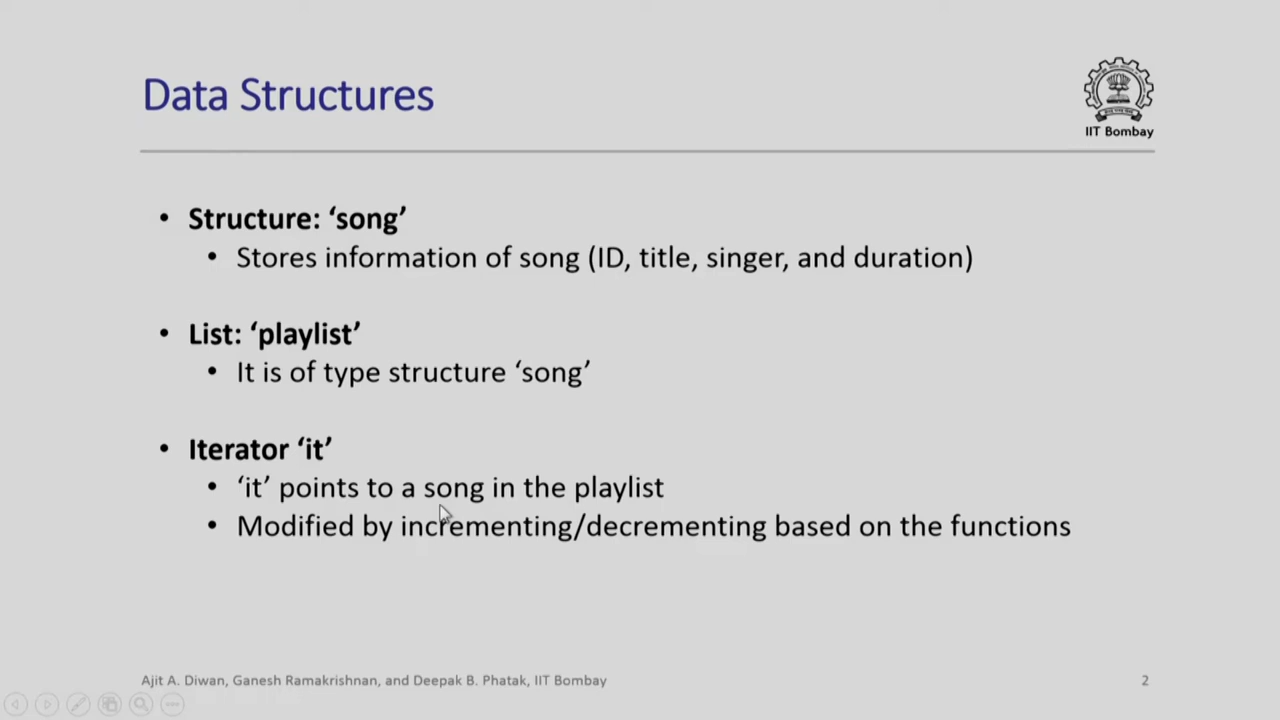 Data Structures
IIT Bombay
• Structure: ‘song’
• Stores information of song (ID, title, singer, and duration)
• List: ‘playlist’
• It is of type structure ‘song’
• Iterator ‘it’
• ‘it’ points to a song in the playlist
• Modified by incrementing/decrementing based on the functions
Ajit A. Diwan, Ganesh Ramakrishnan, and Deepak B. Phatak, IIT Bombay
2